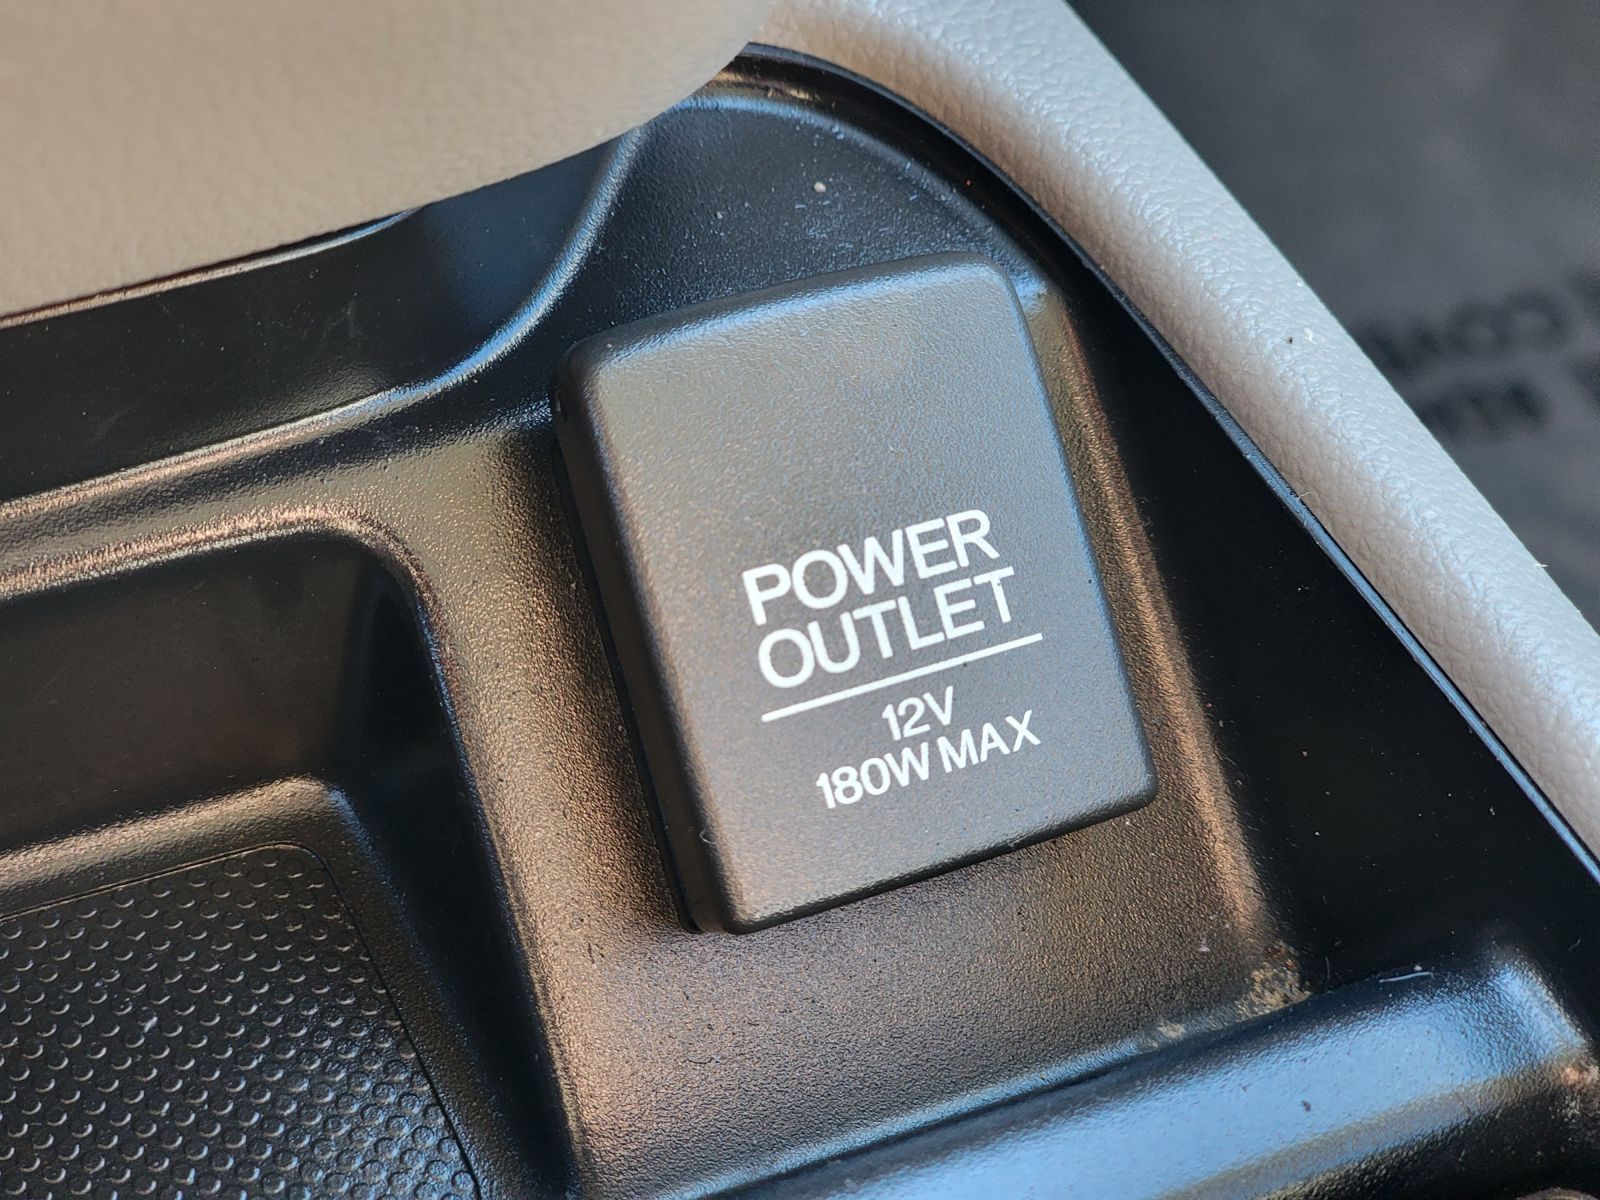 POWER
OUTLET
12V
180W MAX